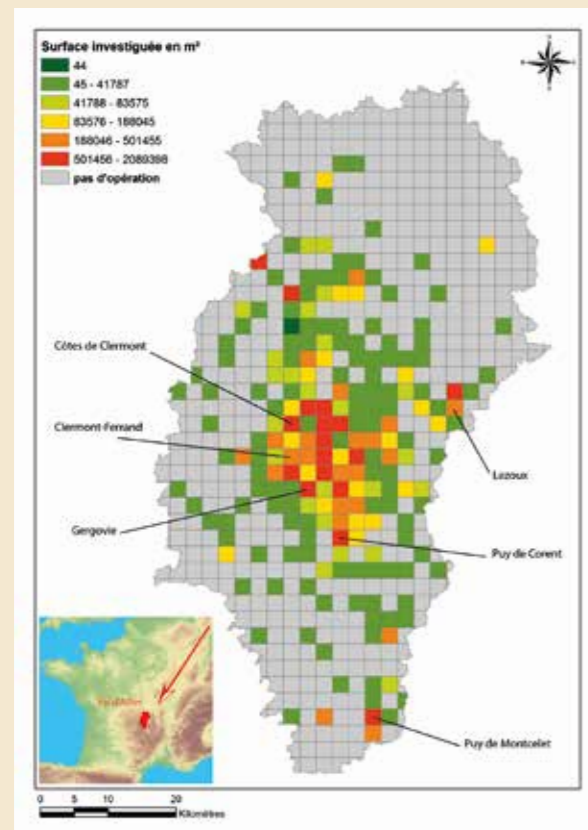 Surface investiguée en m²
44
45 - 41787
41788 - 83575
83576 - 188045
188046 - 501455
501456 - 2089398
pas d'opération
Côtes de Clermont
Clermont-Ferrand
Lezoux
Gergovie
Puy de Corent
Puy de Montcelet
0 5 10 20
Kilomètres